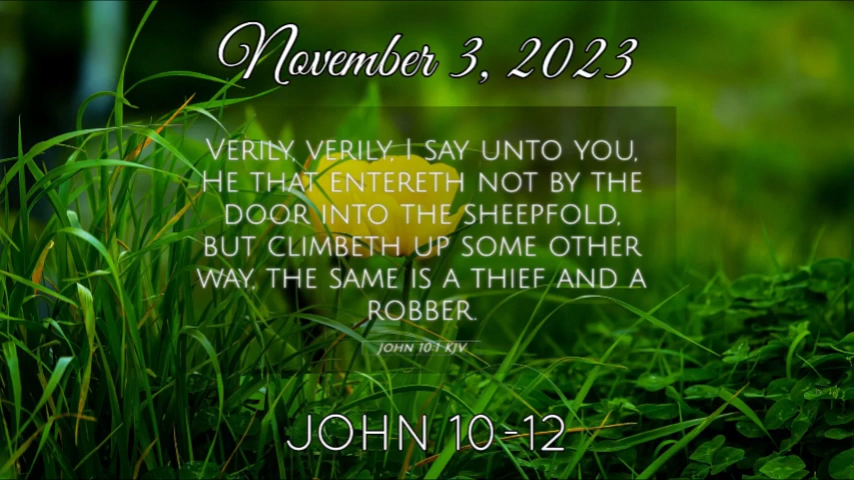 November 3, 2023
Verily, verily, I say unto you,
he that entereth not by the
door into the sheepfold,
but climbeth up some other
way, the same is a thief and a
robber.
John 10:1 KJV
JOHN 10-12